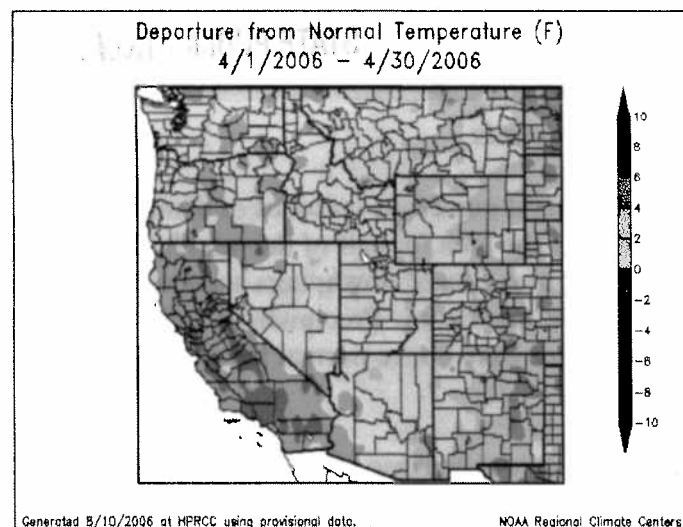 Departure from Normal Temperature (F)
4/1/2006 - 4/30/2006
10
8
6
4
2
0
-2
-4
-6
-8
-10
Generated 5/10/2006 at HPRCC using provisional data.
NOAA Regional Climate Centers